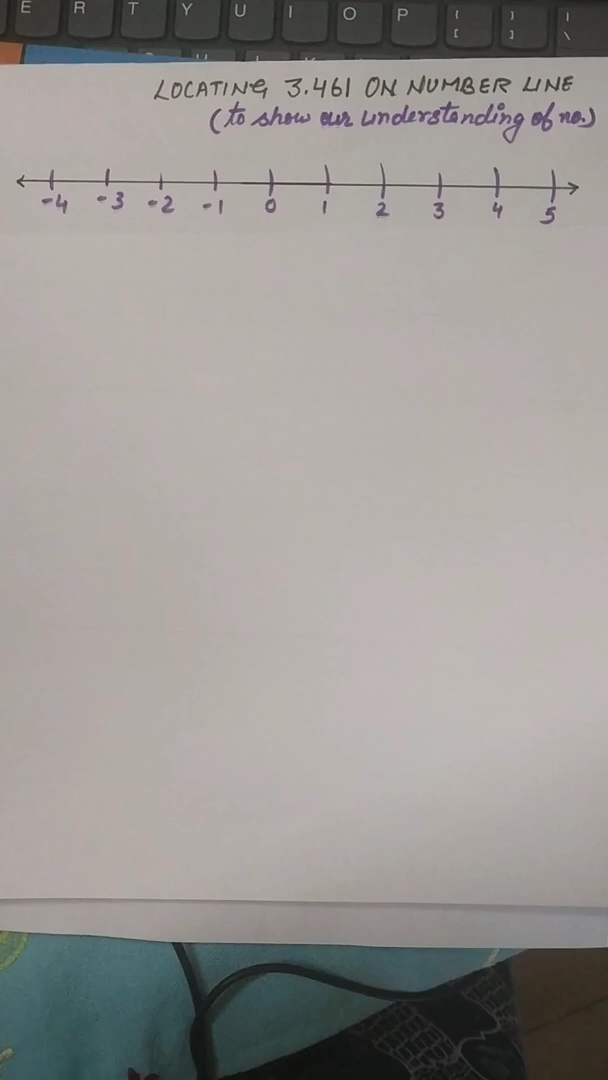 E R T Y U I O P [ ] \
LOCATING 3.461 ON NUMBER LINE
(to show our understanding of no.)
-4 -3 -2 -1 0 1 2 3 4 5